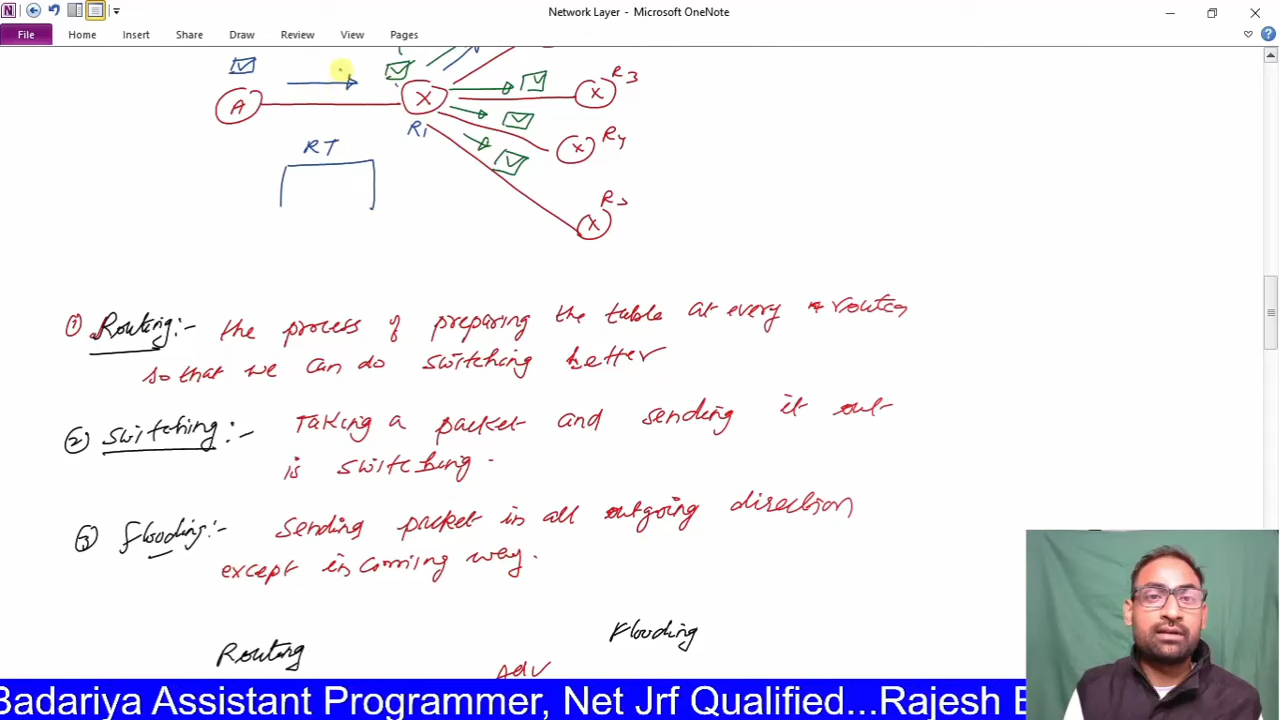 Network Layer - Microsoft OneNote
File Home Insert Share Draw Review View Pages
A
X
R1
X R3
X R4
X
RT
① Routing:- the process of preparing the table at every router
so that we can do switching better
② Switching:- Taking a packet and sending it out
is switching.
③ flooding:- Sending packet in all outgoing direction
except incoming way.
Routing Flooding
Adv
Badariya Assistant Programmer, Net Jrf Qualified...Rajesh